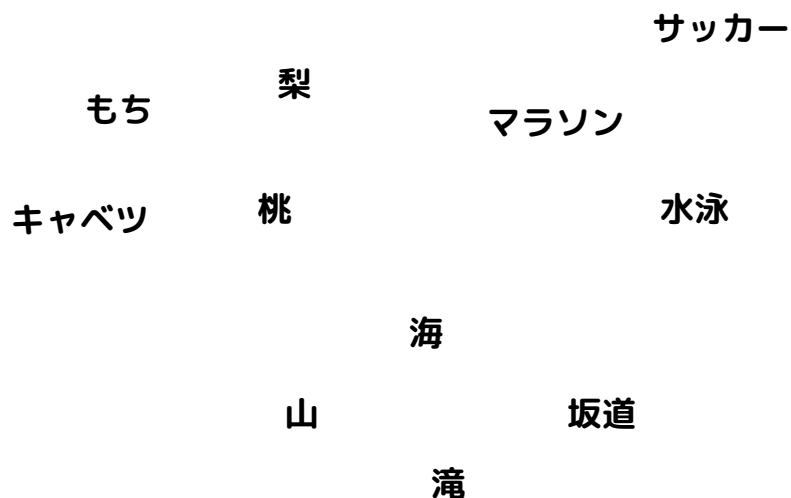 サッカー
梨
もち
マラソン
キャベツ
桃
水泳
海
山
坂道
滝